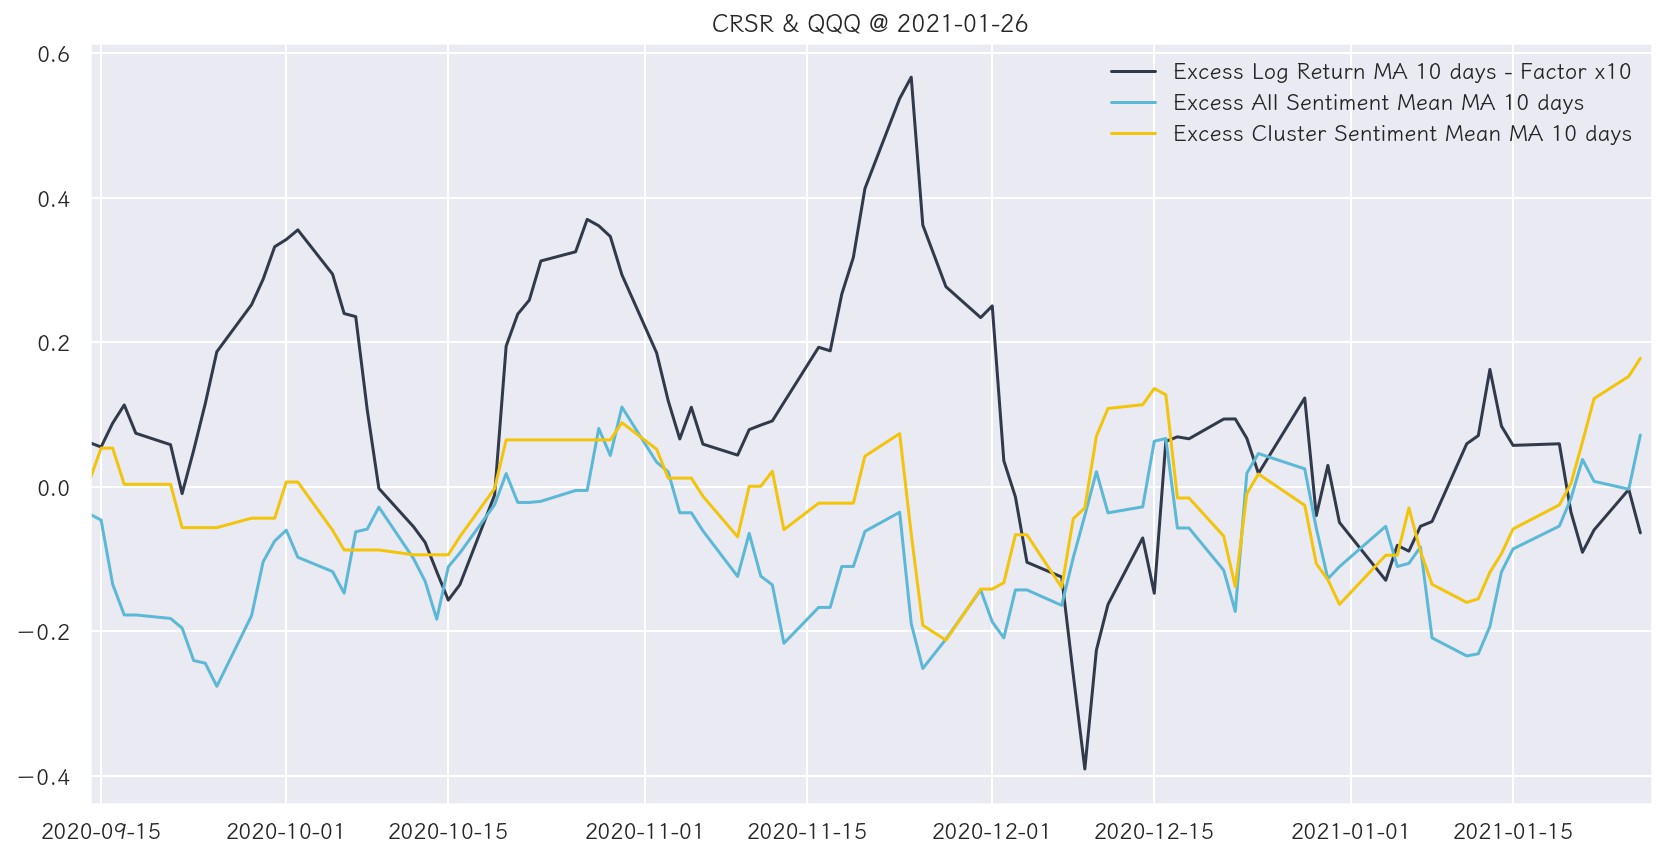 CRSR & QQQ @ 2021-01-26
Excess Log Return MA 10 days - Factor x10
Excess All Sentiment Mean MA 10 days
Excess Cluster Sentiment Mean MA 10 days
0.6
0.4
0.2
0.0
−0.2
−0.4
2020-09-15 2020-10-01 2020-10-15 2020-11-01 2020-11-15 2020-12-01 2020-12-15 2021-01-01 2021-01-15